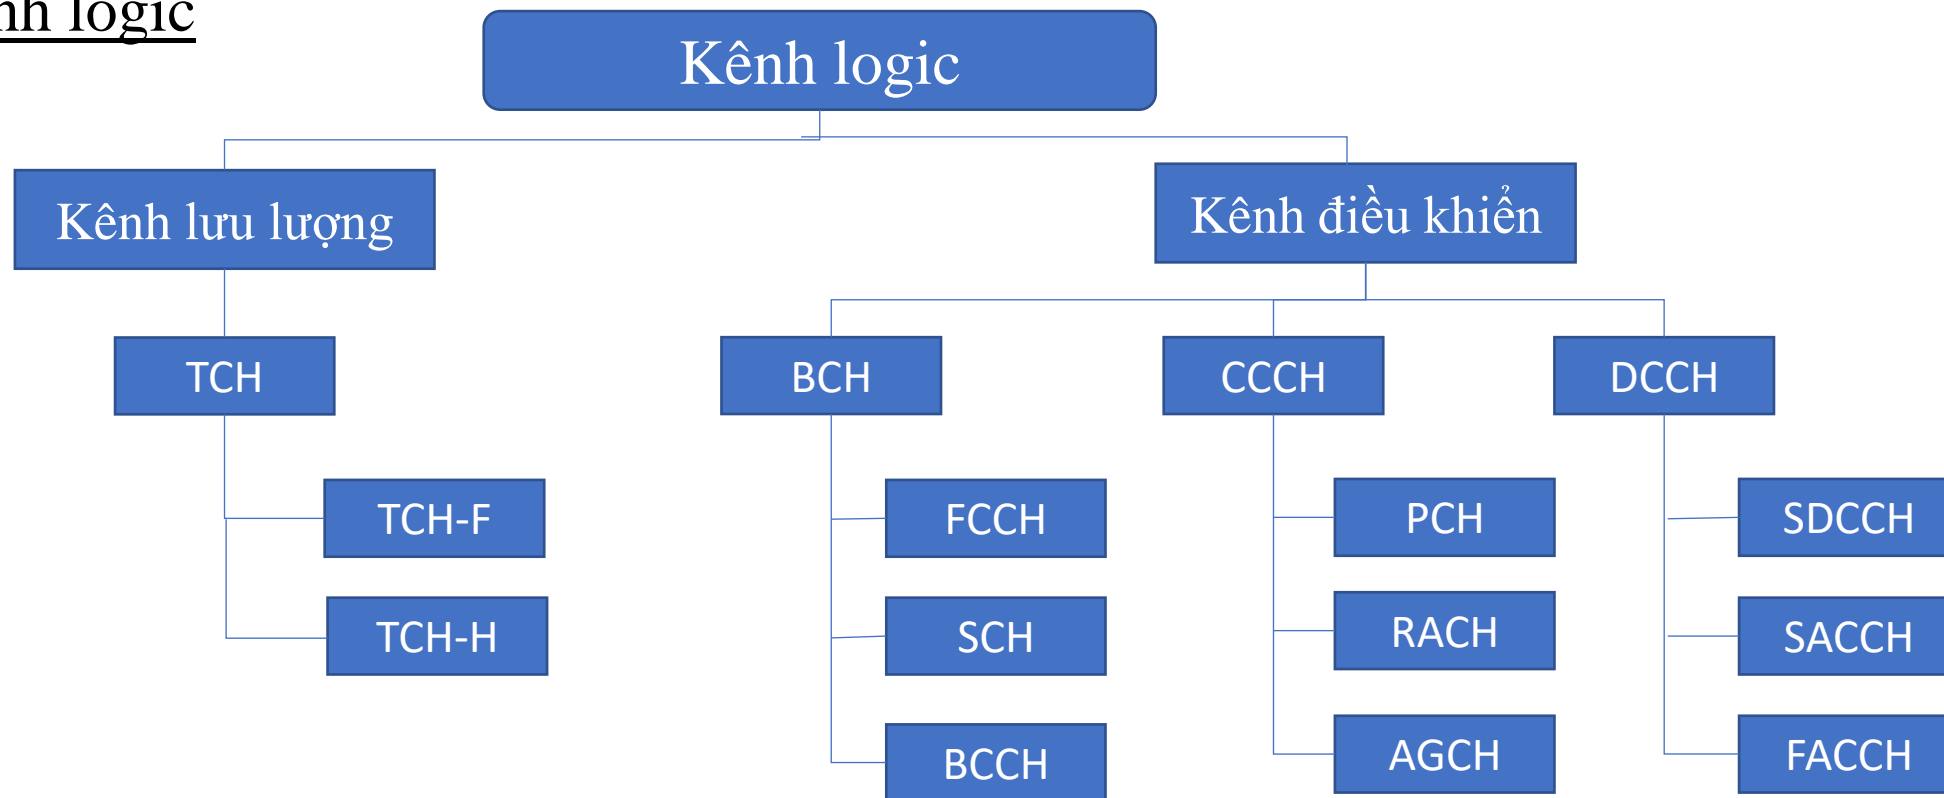 logic
Kênh logic
Kênh lưu lượng
Kênh điều khiển
TCH
BCH
CCCH
DCCH
TCH-F
FCCH
PCH
SDCCH
TCH-H
SCH
RACH
SACCH
BCCH
AGCH
FACCH